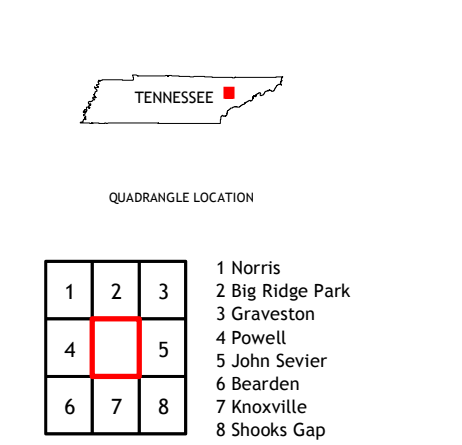 TENNESSEE
QUADRANGLE LOCATION
1 2 3
4 5
6 7 8
1 Norris
2 Big Ridge Park
3 Graveston
4 Powell
5 John Sevier
6 Bearden
7 Knoxville
8 Shooks Gap